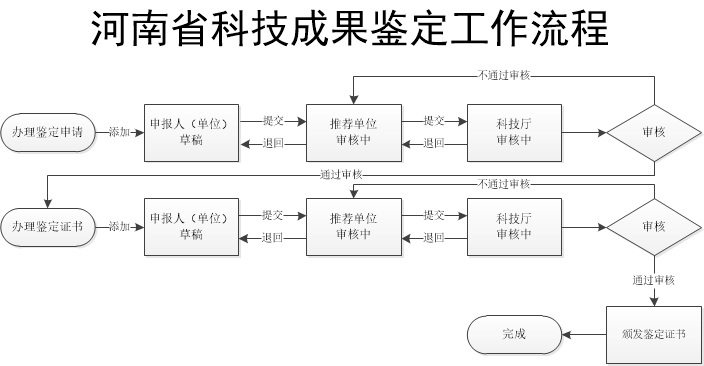 河南省科技成果鉴定工作流程
不通过审核
办理鉴定申请
添加
申报人（单位）
草稿
提交
退回
推荐单位
审核中
提交
退回
科技厅
审核中
审核
通过审核
不通过审核
办理鉴定证书
添加
申报人（单位）
草稿
提交
退回
推荐单位
审核中
提交
退回
科技厅
审核中
审核
通过审核
完成
颁发鉴定证书